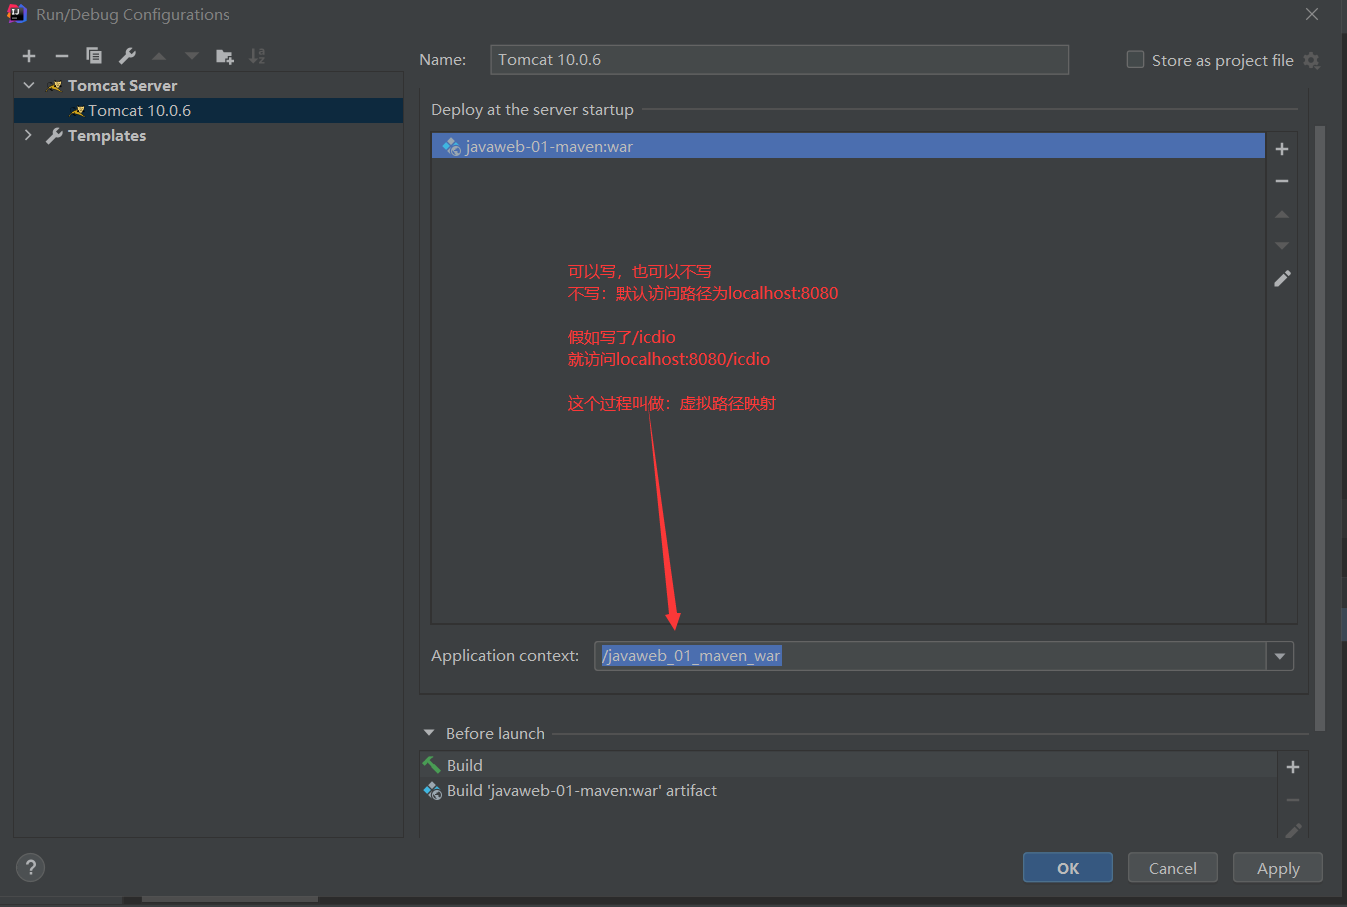 Run/Debug Configurations
Name:
Tomcat 10.0.6
Store as project file
Tomcat Server
Tomcat 10.0.6
Templates
Deploy at the server startup
javaweb-01-maven:war
可以写，也可以不写
不写：默认访问路径为localhost:8080
假如写了/icdio
就访问localhost:8080/icdio
这个过程叫做：虚拟路径映射
Application context:
/javaweb_01_maven_war
Before launch
Build
Build 'javaweb-01-maven:war' artifact
?
OK
Cancel
Apply